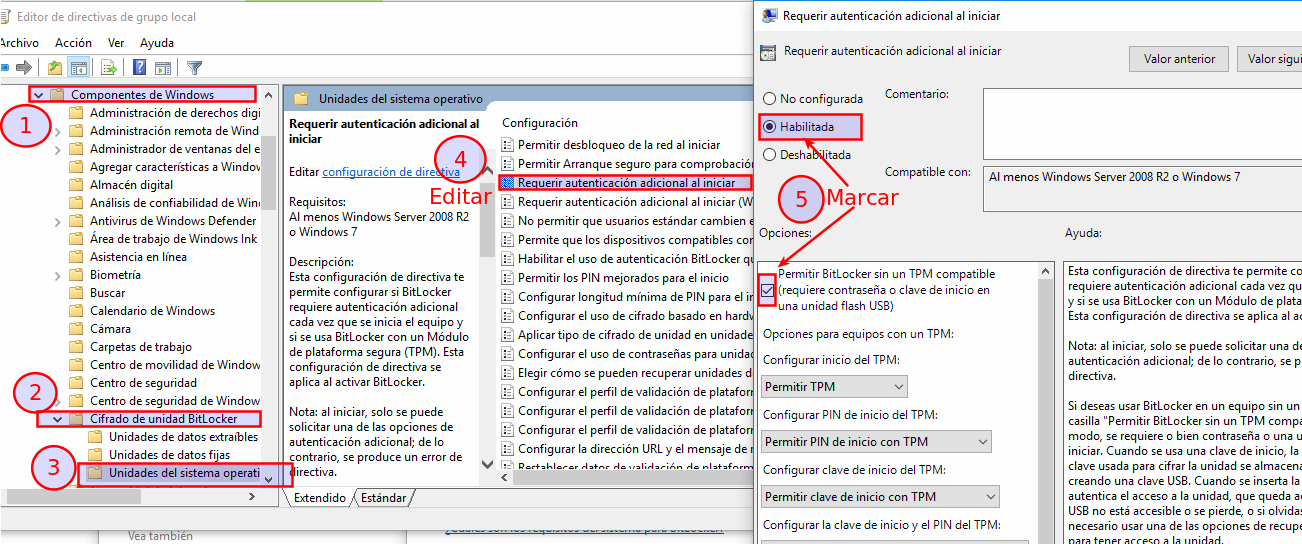 Editor de directivas de grupo local
Archivo Acción Ver Ayuda
Componentes de Windows
Administración de derechos digi
Administración remota de Wind
Administrador de ventanas del e
Agregar características a Window
Almacén digital
Análisis de confiabilidad de Win
Antivirus de Windows Defender
Área de trabajo de Windows Ink
Asistencia en línea
Biometría
Buscar
Calendario de Windows
Cámara
Carpetas de trabajo
Centro de movilidad de Window
Centro de seguridad
Centro de seguridad de Window
Cifrado de unidad BitLocker
Unidades de datos extraíbles
Unidades de datos fijas
Unidades del sistema operati
1
2
3
Unidades del sistema operativo
Requerir autenticación adicional al
iniciar
Editar configuración de directiva
Requisitos:
Al menos Windows Server 2008 R2
o Windows 7
Descripción:
Esta configuración de directiva te
permite configurar si BitLocker
requiere autenticación adicional
cada vez que se inicia el equipo y
si se usa BitLocker con un Módulo
de plataforma segura (TPM). Esta
configuración de directiva se
aplica al activar BitLocker.
Nota: al iniciar, solo se puede
solicitar una de las opciones de
autenticación adicional; de lo
contrario, se produce un error de
directiva.
4
Editar
Configuración
Permitir desbloqueo de la red al iniciar
Permitir Arranque seguro para comprobación
Requerir autenticación adicional al iniciar
Requerir autenticación adicional al iniciar (W
No permitir que usuarios estándar cambien e
Permite que los dispositivos compatibles con
Habilitar el uso de autenticación BitLocker qu
Permitir los PIN mejorados para el inicio
Configurar longitud mínima de PIN para el in
Configurar el uso de cifrado basado en hardw
Aplicar tipo de cifrado de unidad en unidade
Configurar el uso de contraseñas para unidad
Elegir cómo se pueden recuperar unidades d
Configurar el perfil de validación de platafor
Configurar el perfil de validación de platafor
Configurar el perfil de validación de platafor
Configurar la dirección URL y el mensaje de r
Restablecer datos de validación de plataform
Extendido Estándar
Vea también
¿Cuáles son los requisitos del sistema para BitLocker?
Requerir autenticación adicional al iniciar
Requerir autenticación adicional al iniciar
Valor anterior Valor sigui
No configurada
Habilitada
Deshabilitada
Comentario:
Compatible con:
Al menos Windows Server 2008 R2 o Windows 7
5
Marcar
Opciones:
Ayuda:
Permitir BitLocker sin un TPM compatible
(requiere contraseña o clave de inicio en
una unidad flash USB)
Opciones para equipos con un TPM:
Configurar inicio del TPM:
Permitir TPM
Configurar PIN de inicio del TPM:
Permitir PIN de inicio con TPM
Configurar clave de inicio del TPM:
Permitir clave de inicio con TPM
Configurar la clave de inicio y el PIN del TPM:
Esta configuración de directiva te permite co
requiere autenticación adicional cada vez que
y si se usa BitLocker con un Módulo de plata
Esta configuración de directiva se aplica al ac
Nota: al iniciar, solo se puede solicitar una de
autenticación adicional; de lo contrario, se p
directiva.
Si deseas usar BitLocker en un equipo sin un
casilla "Permitir BitLocker sin un TPM compa
modo, se requiere o bien contraseña o una u
iniciar. Cuando se usa una clave de inicio, la
clave usada para cifrar la unidad se almacena
creando una clave USB. Cuando se inserta la
autentica el acceso a la unidad, que queda ac
USB no está accesible o se pierde, o si olvidas
necesario usar una de las opciones de recupe
para tener acceso a la unidad.